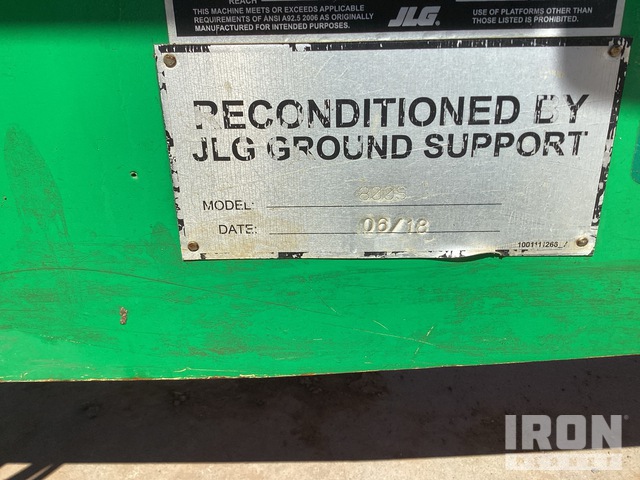 REACH
THIS MACHINE MEETS OR EXCEEDS APPLICABLE
REQUIREMENTS OF ANSI A92.5 2006 AS ORIGINALLY
MANUFACTURED FOR INTENDED PURPOSES.
JLG
USE OF PLATFORMS OTHER THAN
THOSE LISTED IS PROHIBITED.
RECONDITIONED BY
JLG GROUND SUPPORT
MODEL: 800S
DATE: 06/18
IRON